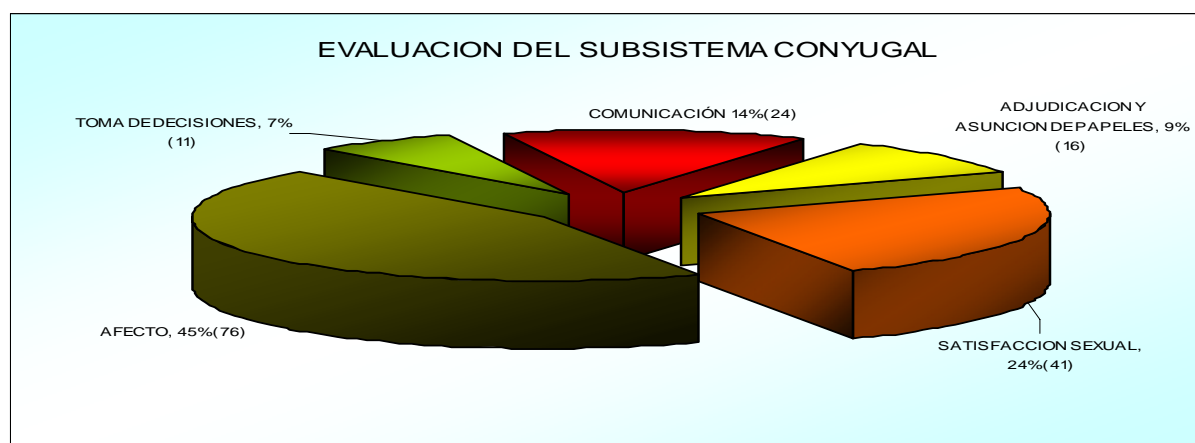 EVALUACION DEL SUBSISTEMA CONYUGAL
TOMA DE DECISIONES, 7%
(11)
COMUNICACIÓN 14%(24)
ADJUDICACION Y
ASUNCION DE PAPELES, 9%
(16)
AFECTO, 45%(76)
SATISFACCION SEXUAL,
24%(41)